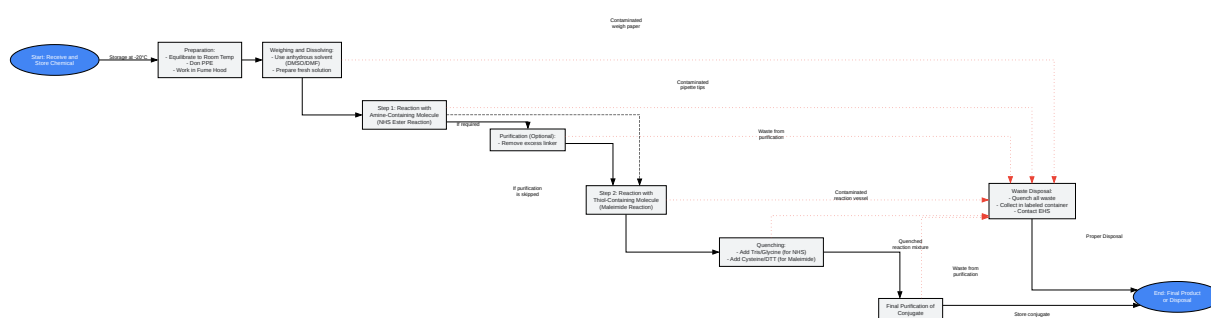 Contaminated
weigh paper
Start: Receive and
Store Chemical
Storage at -20°C
Preparation:
- Equilibrate to Room Temp
- Don PPE
- Work in Fume Hood
Weighing and Dissolving:
- Use anhydrous solvent
(DMSO/DMF)
- Prepare fresh solution
Contaminated
pipette tips
Step 1: Reaction with
Amine-Containing Molecule
(NHS Ester Reaction)
If required
Purification (Optional):
- Remove excess linker
Waste from
purification
If purification
is skipped
Step 2: Reaction with
Thiol-Containing Molecule
(Maleimide Reaction)
Contaminated
reaction vessel
Waste Disposal:
- Quench all waste
- Collect in labeled container
- Contact EHS
Quenching:
- Add Tris/Glycine (for NHS)
- Add Cysteine/DTT (for Maleimide)
Quenched
reaction mixture
Proper Disposal
Waste from
purification
Final Purification of
Conjugate
Store conjugate
End: Final Product
or Disposal